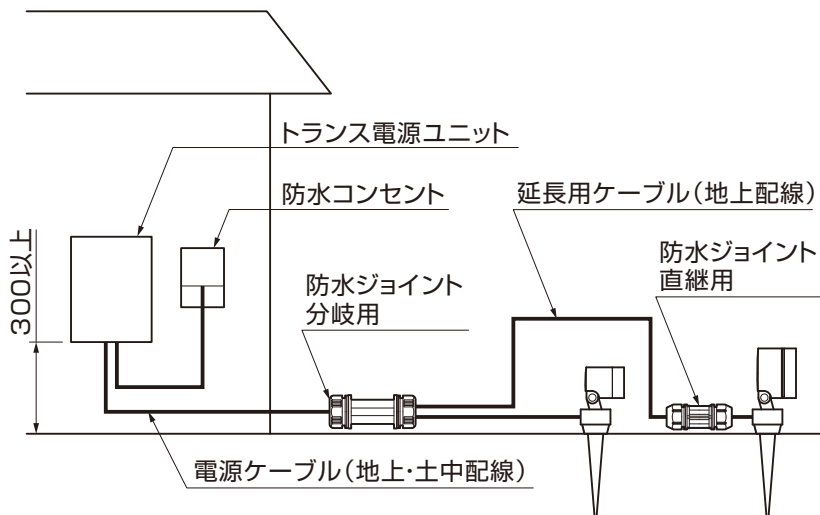 トランス電源ユニット
防水コンセント
延長用ケーブル（地上配線）
防水ジョイント
直継用
防水ジョイント
分岐用
300以上
電源ケーブル（地上・土中配線）